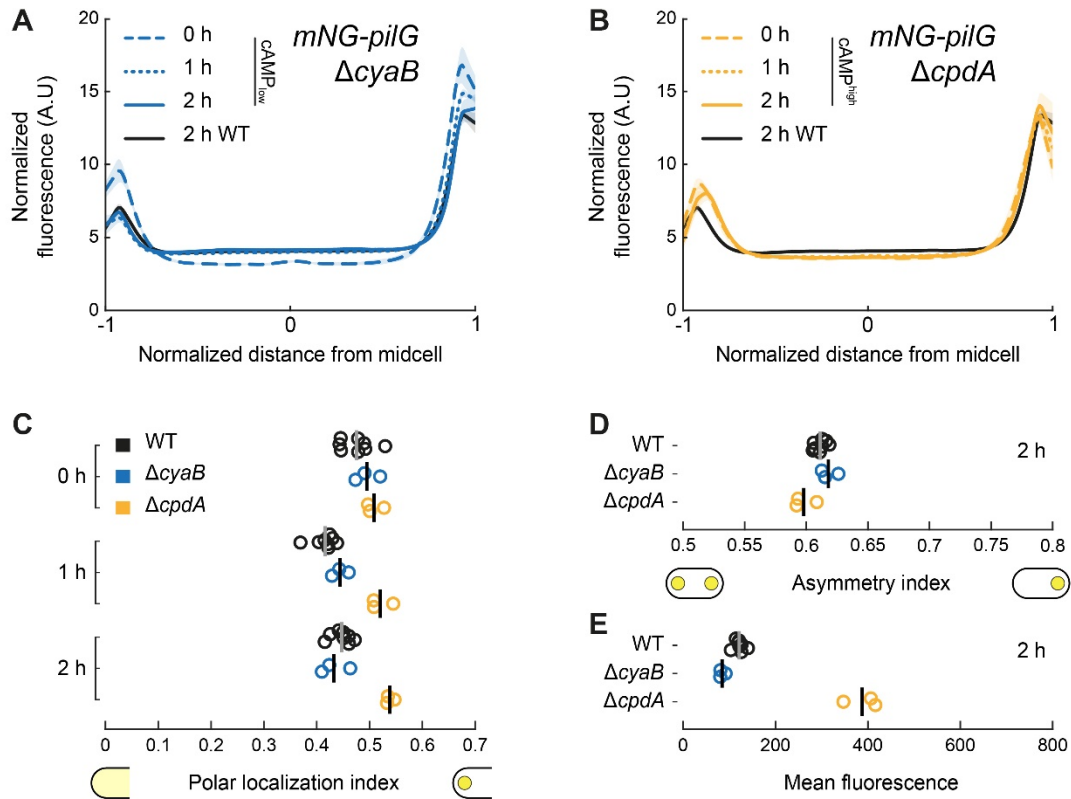 A
20
15
10
5
0
Normalized
fluorescence (A.U)
0 h
1 h
2 h
2 h WT
cAMP_low
mNG-pilG
ΔcyaB
-1
0
1
Normalized distance from midcell
B
20
15
10
5
0
Normalized
fluorescence (A.U)
0 h
1 h
2 h
2 h WT
cAMP^high
mNG-pilG
ΔcpdA
-1
0
1
Normalized distance from midcell
C
WT
ΔcyaB
ΔcpdA
0 h
1 h
2 h
0 0.1 0.2 0.3 0.4 0.5 0.6 0.7
Polar localization index
D
WT
ΔcyaB
ΔcpdA
2 h
0.5 0.55 0.6 0.65 0.7 0.75 0.8
Asymmetry index
E
WT
ΔcyaB
ΔcpdA
2 h
0 200 400 600 800
Mean fluorescence